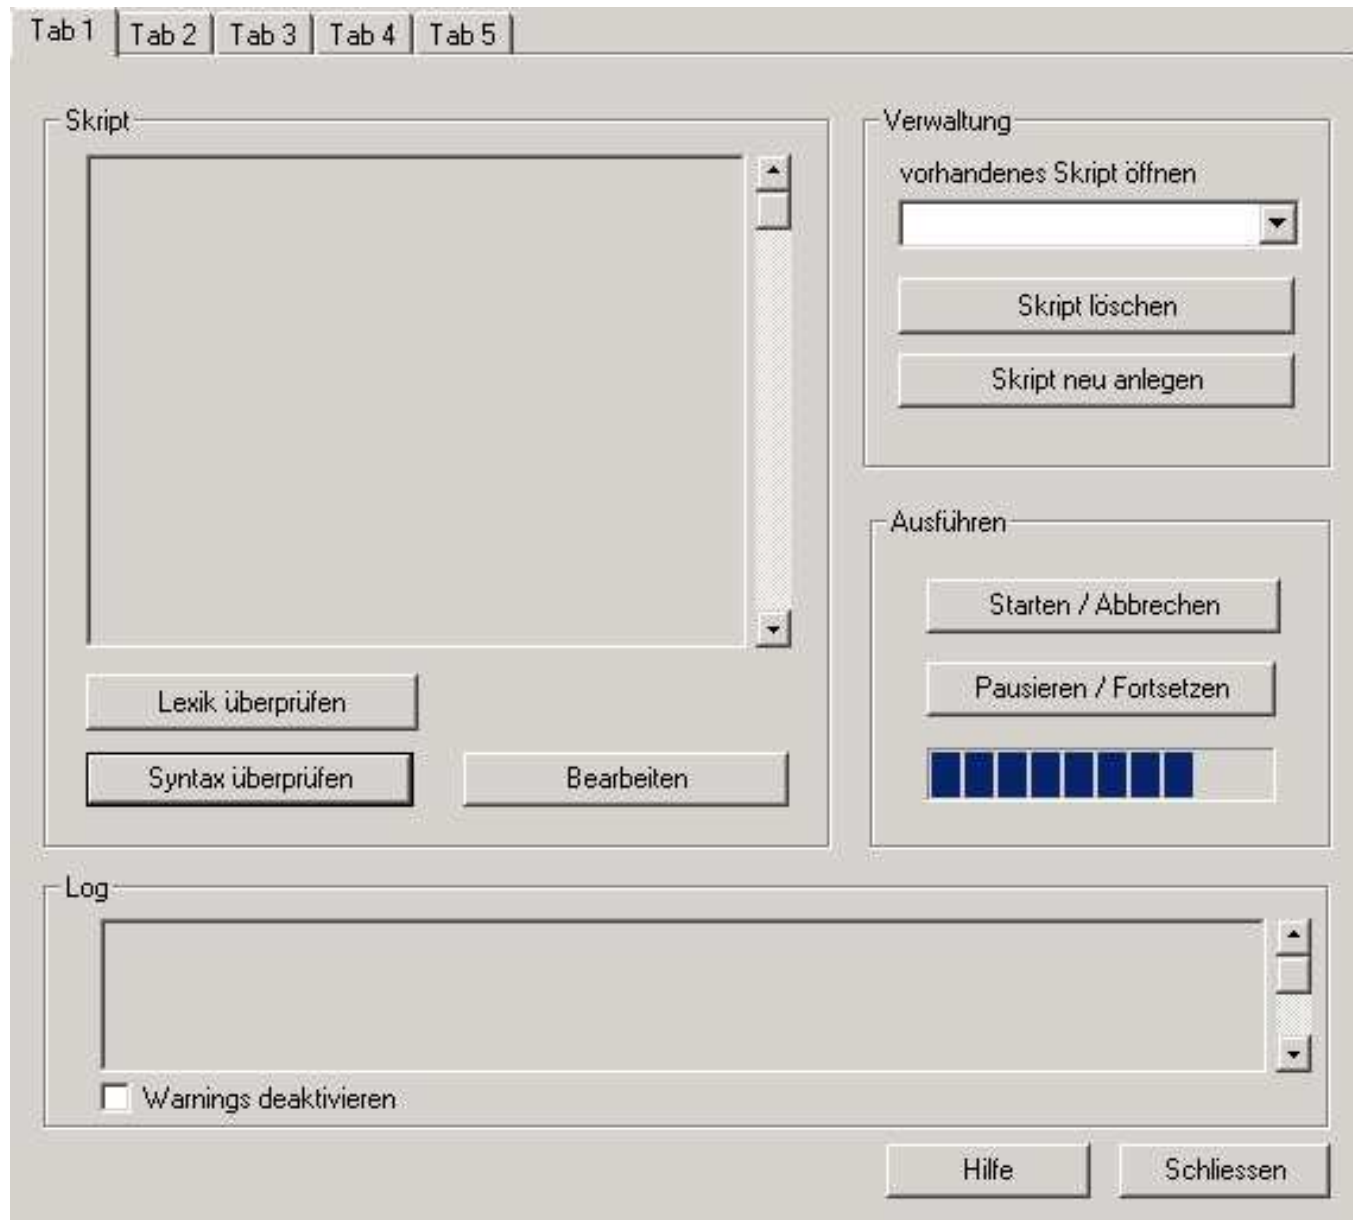 Tab 1 Tab 2 Tab 3 Tab 4 Tab 5
Skript
Lexik überprüfen
Syntax überprüfen
Bearbeiten
Verwaltung
vorhandenes Skript öffnen
Skript löschen
Skript neu anlegen
Ausführen
Starten / Abbrechen
Pausieren / Fortsetzen
Log
Warnings deaktivieren
Hilfe
Schliessen